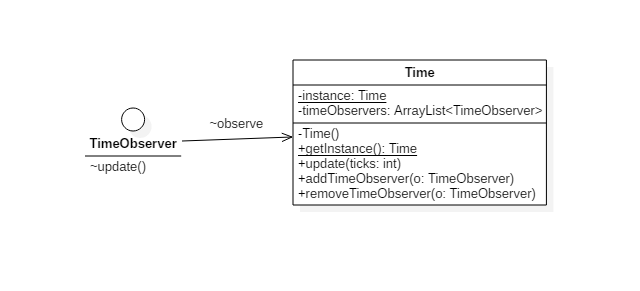 Time
-instance: Time
-timeObservers: ArrayList<TimeObserver>
~observe
TimeObserver
~update()
-Time()
+getInstance(): Time
+update(ticks: int)
+addTimeObserver(o: TimeObserver)
+removeTimeObserver(o: TimeObserver)